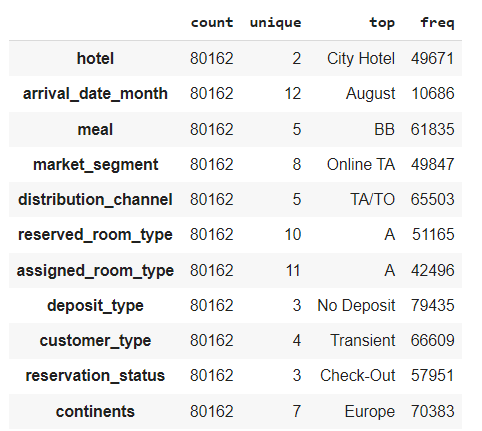 count unique top freq
hotel 80162 2 City Hotel 49671
arrival_date_month 80162 12 August 10686
meal 80162 5 BB 61835
market_segment 80162 8 Online TA 49847
distribution_channel 80162 5 TA/TO 65503
reserved_room_type 80162 10 A 51165
assigned_room_type 80162 11 A 42496
deposit_type 80162 3 No Deposit 79435
customer_type 80162 4 Transient 66609
reservation_status 80162 3 Check-Out 57951
continents 80162 7 Europe 70383